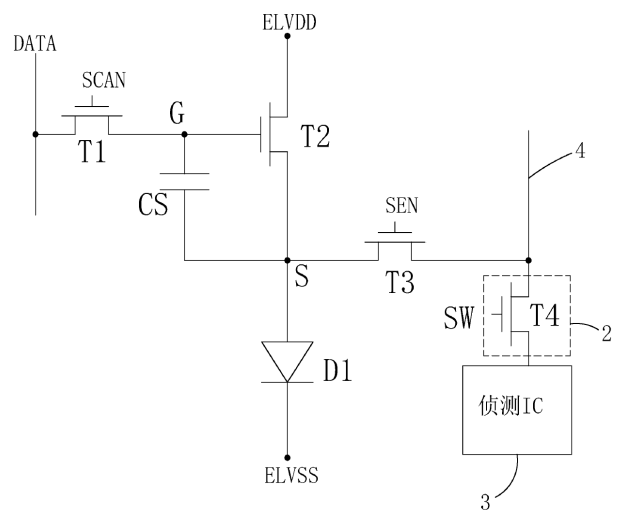 ELVDD
DATA
SCAN
G
T1
T2
4
CS
SEN
S
T3
SW
T4
2
D1
侦测IC
ELVSS
3